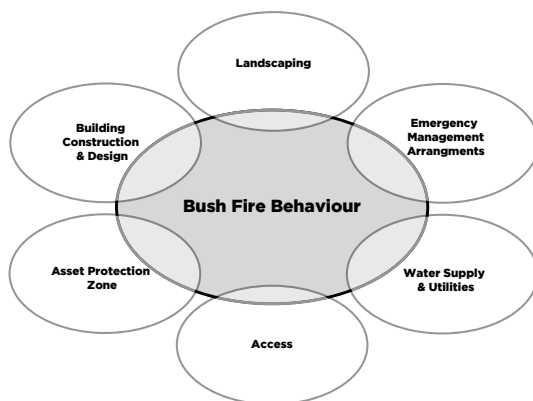 Landscaping
Building
Construction
& Design
Emergency
Management
Arrangments
Bush Fire Behaviour
Asset Protection
Zone
Water Supply
& Utilities
Access